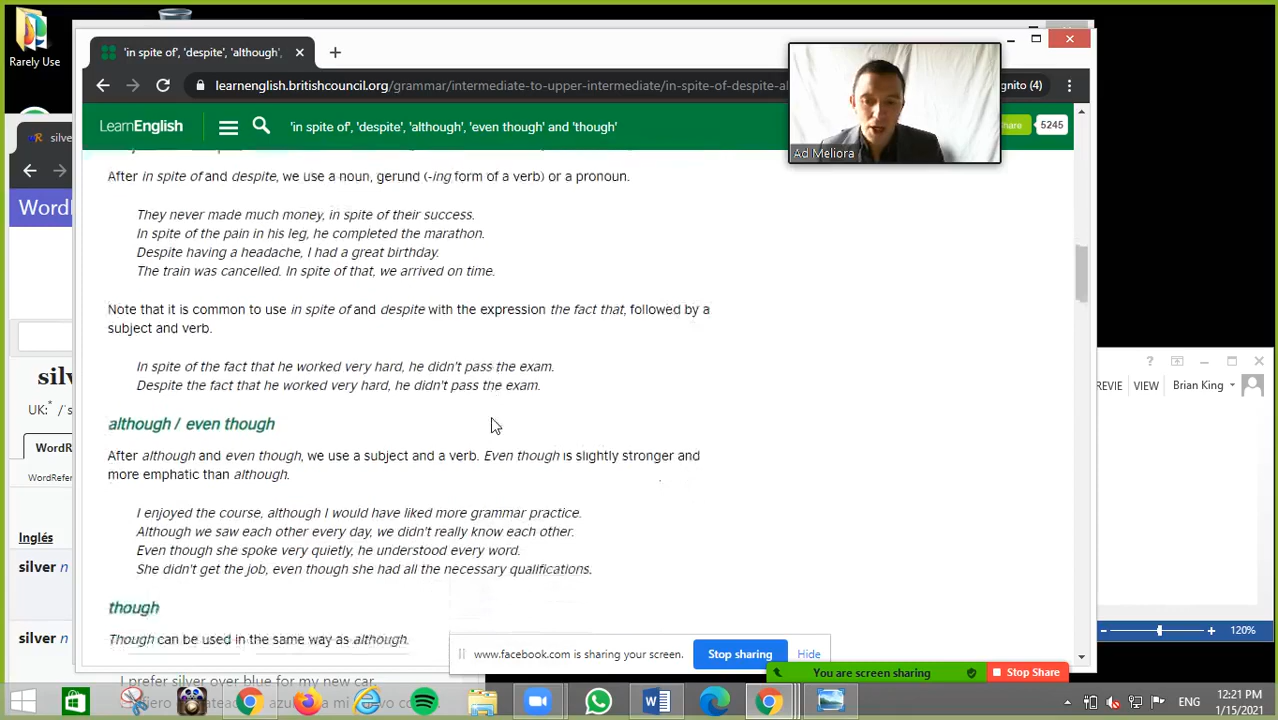 Rarely Use
'in spite of', 'despite', 'although',
learnenglish.britishcouncil.org/grammar/intermediate-to-upper-intermediate/in-spite-of-despite-al
ognito (4)
LearnEnglish
'in spite of', 'despite', 'although', 'even though' and 'though'
Share
5245
Ad Meliora
silve
Word
After in spite of and despite, we use a noun, gerund (-ing form of a verb) or a pronoun.
They never made much money, in spite of their success.
In spite of the pain in his leg, he completed the marathon.
Despite having a headache, I had a great birthday.
The train was cancelled. In spite of that, we arrived on time.
Note that it is common to use in spite of and despite with the expression the fact that, followed by a
subject and verb.
In spite of the fact that he worked very hard, he didn't pass the exam.
Despite the fact that he worked very hard, he didn't pass the exam.
although / even though
After although and even though, we use a subject and a verb. Even though is slightly stronger and
more emphatic than although.
I enjoyed the course, although I would have liked more grammar practice.
Although we saw each other every day, we didn't really know each other.
Even though she spoke very quietly, he understood every word.
She didn't get the job, even though she had all the necessary qualifications.
though
Though can be used in the same way as although.
silv
UK:* /ˈs
WordR
WordRefer
Inglés
silver n
silver n
I prefer silver over blue for my new car.
REVIE VIEW Brian King
120%
www.facebook.com is sharing your screen.
Stop sharing
Hide
You are screen sharing
Stop Share
ENG
12:21 PM
1/15/2021